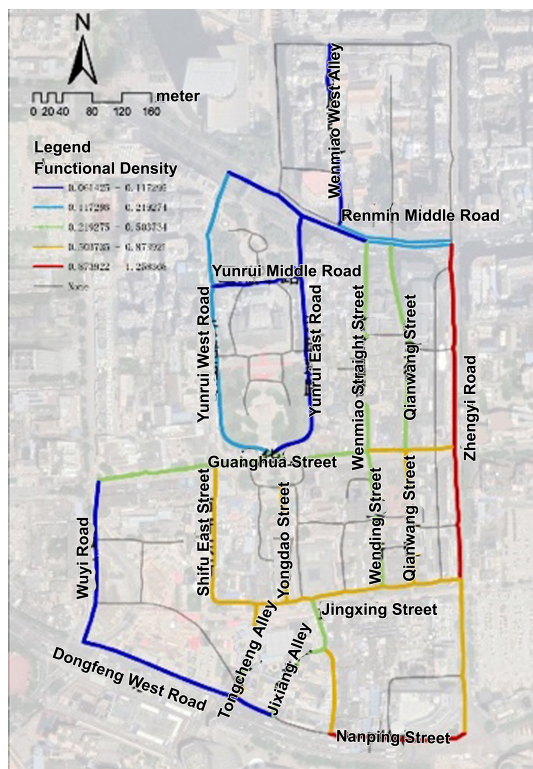 N
meter
0 20 40 80 120 160
Legend
Functional Density
None
Wenmiao West Alley
Renmin Middle Road
Yunrui Middle Road
Yunrui West Road
Yunrui East Road
Wenmiao Straight Street
Qianwang Street
Zhengyi Road
Guanghua Street
Wuyi Road
Shifu East Street
Yongdao Street
Wending Street
Qianwang Street
Jingxing Street
Tongcheng Alley
Jixiang Alley
Dongfeng West Road
Nanping Street